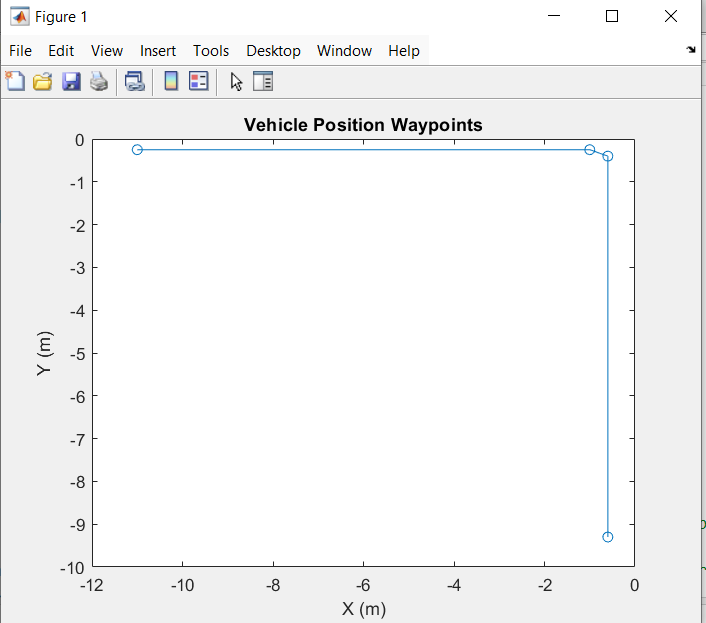 Figure 1
File Edit View Insert Tools Desktop Window Help
Vehicle Position Waypoints
0
-1
-2
-3
-4
-5
-6
-7
-8
-9
-10
Y (m)
-12 -10 -8 -6 -4 -2 0
X (m)